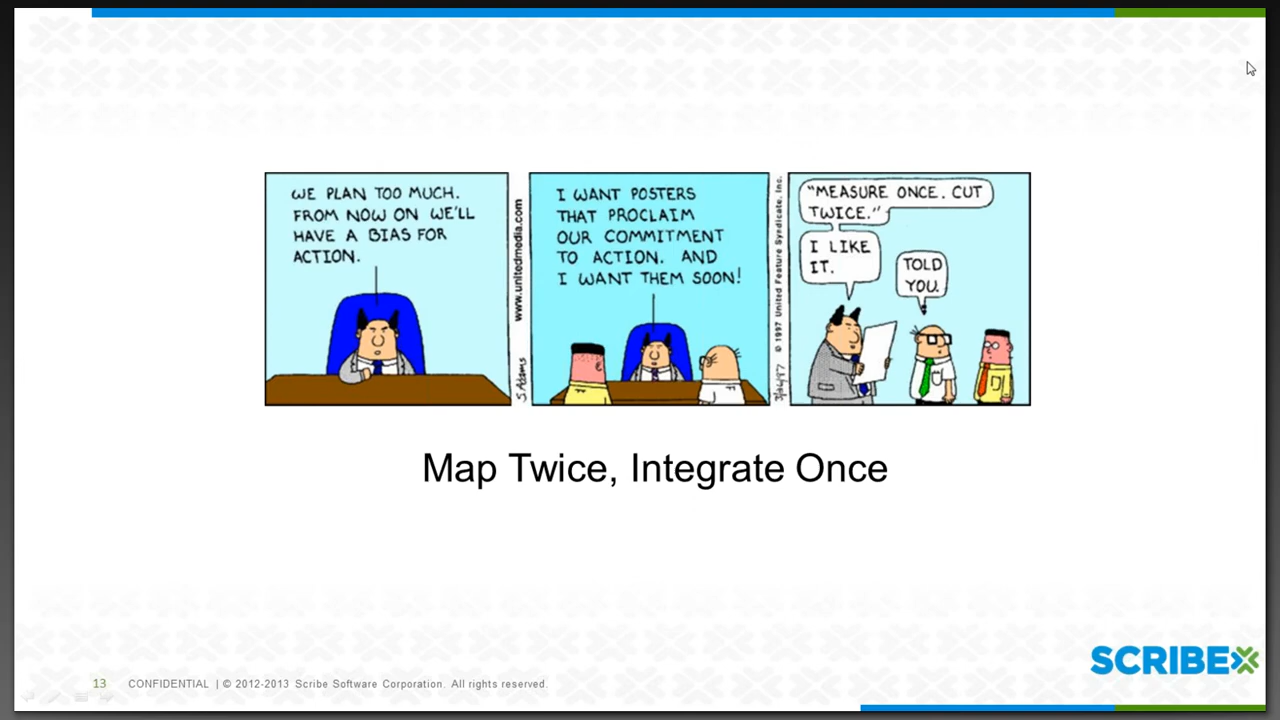 WE PLAN TOO MUCH.
FROM NOW ON WE'LL
HAVE A BIAS FOR
ACTION.
www.unitedmedia.com
S.Adams
I WANT POSTERS
THAT PROCLAIM
OUR COMMITMENT
TO ACTION. AND
I WANT THEM SOON!
© 1997 United Feature Syndicate, Inc.
"MEASURE ONCE. CUT
TWICE."
I LIKE
IT.
TOLD
YOU.
Map Twice, Integrate Once
SCRIBE
13 CONFIDENTIAL | © 2012-2013 Scribe Software Corporation. All rights reserved.